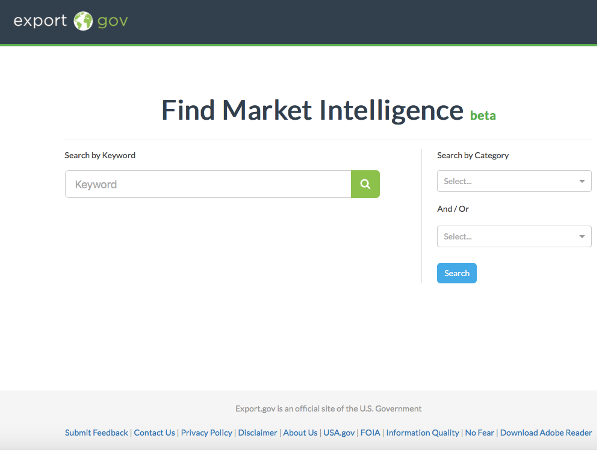 export gov
Find Market Intelligence beta
Search by Keyword
Keyword
Search by Category
Select...
And / Or
Select...
Search
Export.gov is an official site of the U.S. Government
Submit Feedback | Contact Us | Privacy Policy | Disclaimer | About Us | USA.gov | FOIA | Information Quality | No Fear | Download Adobe Reader